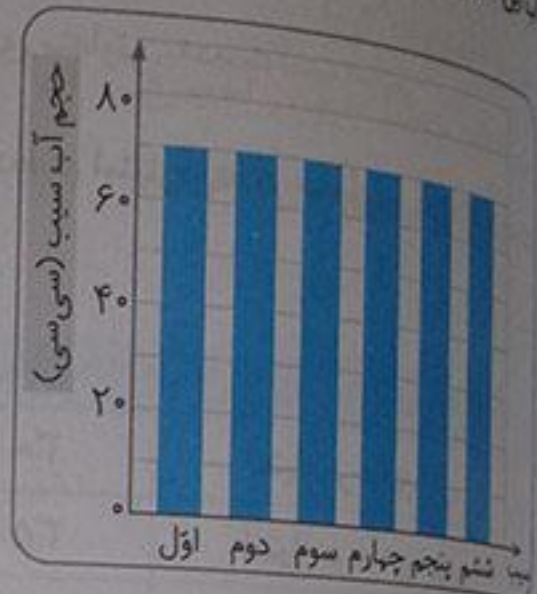 حجم آب سیب (سی‌سی)
۸۰
۶۰
۴۰
۲۰
۰
اوّل دوم سوم چهارم پنجم ششم